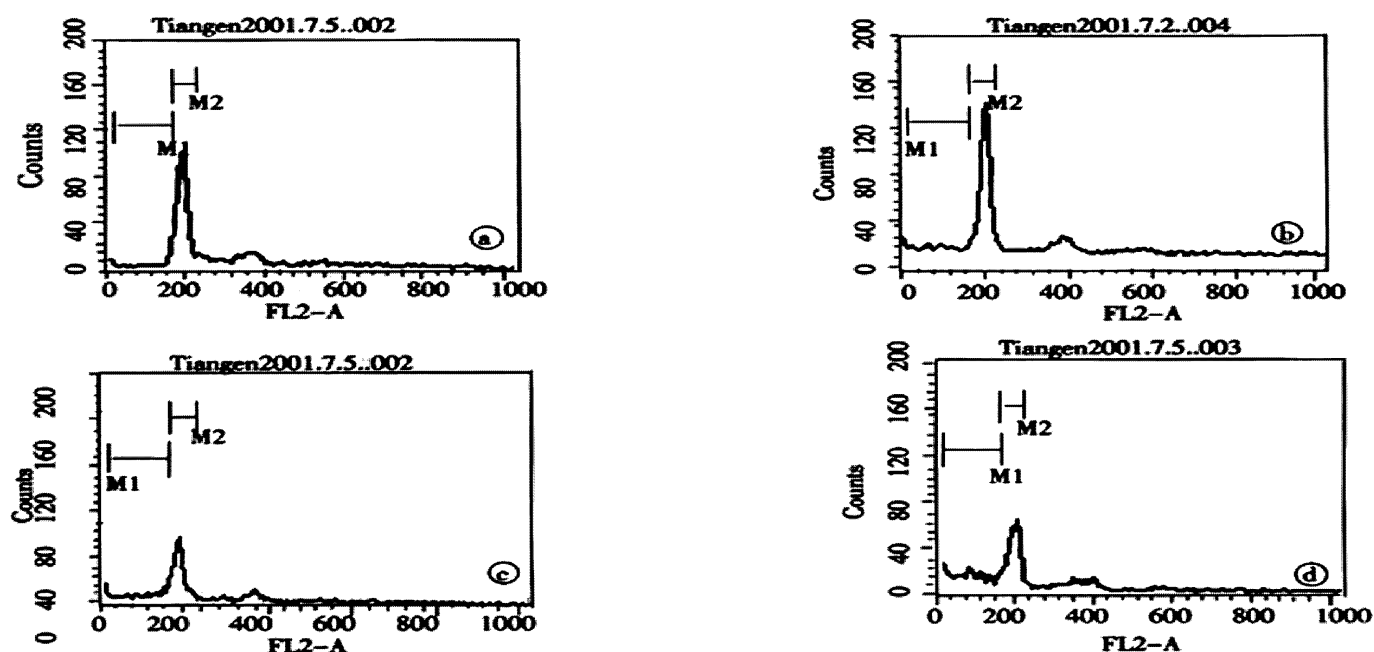 Tiangen2001.7.5..002
200
160
120
80
40
0
Counts
M2
M1
a
0 200 400 600 800 1000
FL2-A
Tiangen2001.7.2..004
200
160
120
80
40
0
Counts
M2
M1
b
0 200 400 600 800 1000
FL2-A
Tiangen2001.7.5..002
200
160
120
80
40
0
Counts
M2
M1
c
0 200 400 600 800 1000
FL2-A
Tiangen2001.7.5..003
200
160
120
80
40
0
Counts
M2
M1
d
0 200 400 600 800 1000
FL2-A